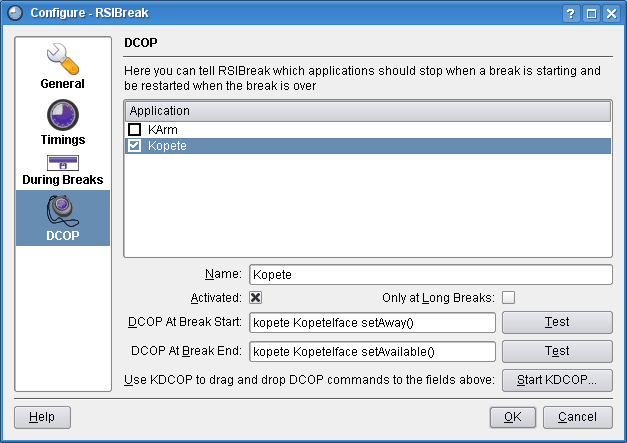 Configure - RSIBreak
General
Timings
During Breaks
DCOP
DCOP
Here you can tell RSIBreak which applications should stop when a break is starting and
be restarted when the break is over
Application
KArm
Kopete
Name: Kopete
Activated: Only at Long Breaks:
DCOP At Break Start: kopete KopeteIface setAway() Test
DCOP At Break End: kopete KopeteIface setAvailable() Test
Use KDCOP to drag and drop DCOP commands to the fields above: Start KDCOP...
Help OK Cancel